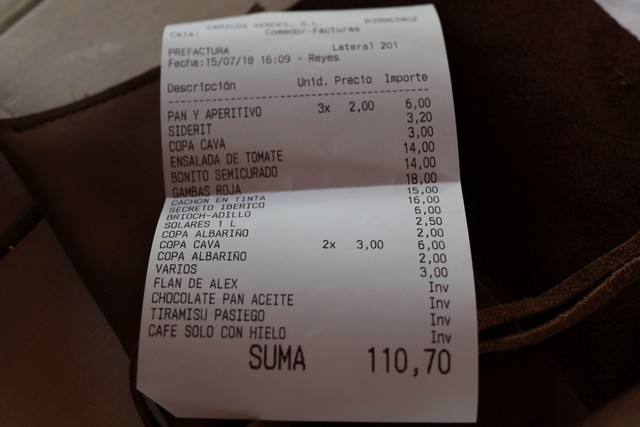 CARICOS VERDES, S.L. B39863402
Caja: Comedor-Facturas
PREFACTURA Lateral 201
Fecha:15/07/18 16:09 - Reyes
Descripción Unid. Precio Importe
PAN Y APERITIVO 3x 2,00 6,00
SIDERIT 3,20
COPA CAVA 3,00
ENSALADA DE TOMATE 14,00
BONITO SEMICURADO 14,00
GAMBAS ROJA 18,00
CACHON EN TINTA 15,00
SECRETO IBERICO 16,00
BRIOCH-ADILLO 6,00
SOLARES 1 L 2,50
COPA ALBARIÑO 2,00
COPA CAVA 2x 3,00 6,00
COPA ALBARIÑO 2,00
VARIOS 3,00
FLAN DE ALEX Inv
CHOCOLATE PAN ACEITE Inv
TIRAMISU PASIEGO Inv
CAFE SOLO CON HIELO Inv
SUMA 110,70